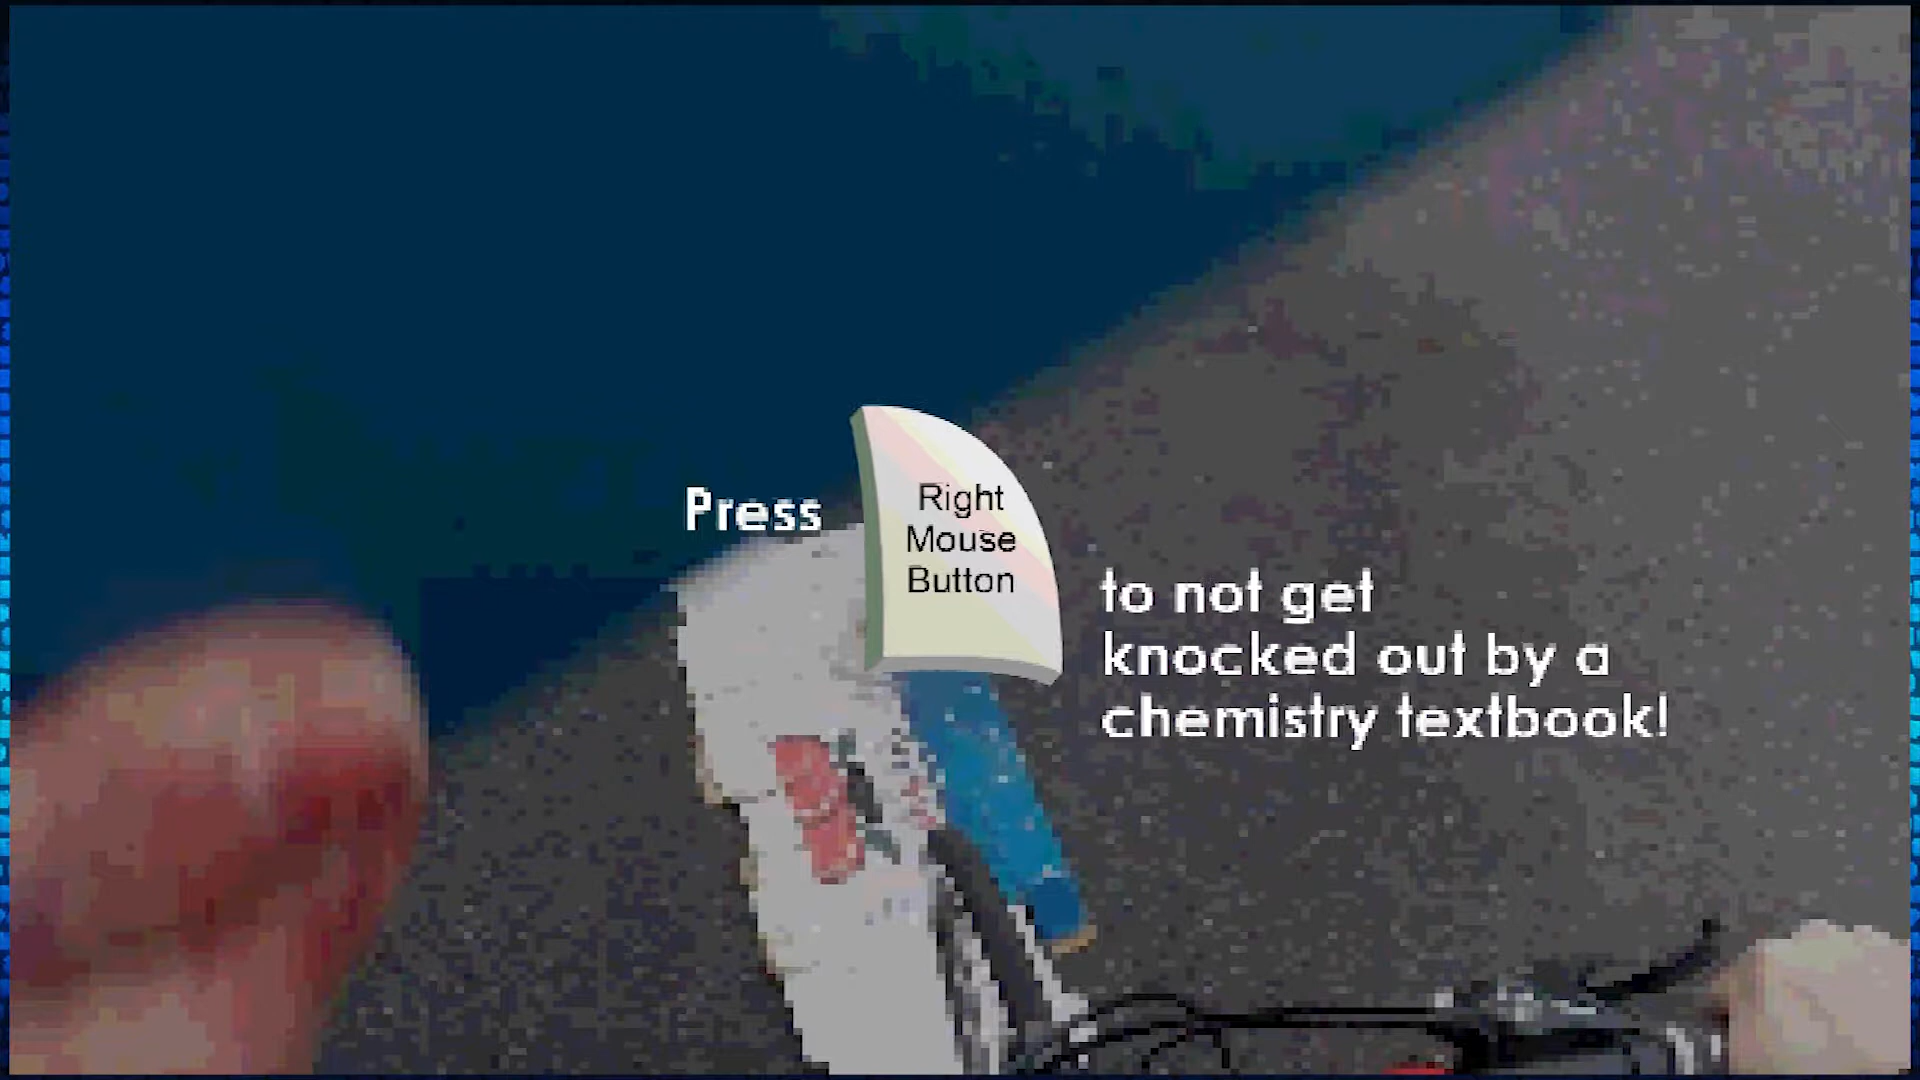 Press
Right
Mouse
Button
to not get
knocked out by a
chemistry textbook!